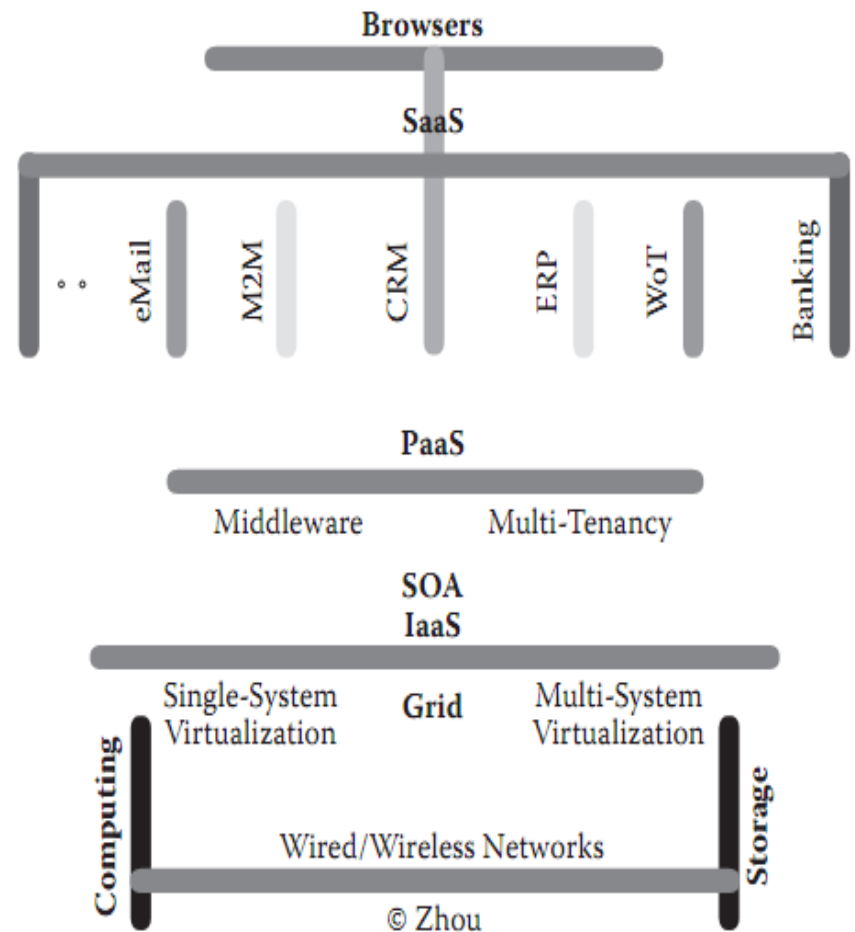 Browsers
SaaS
eMail
M2M
CRM
ERP
WoT
Banking
PaaS
Middleware
Multi-Tenancy
SOA
IaaS
Single-System
Virtualization
Grid
Multi-System
Virtualization
Computing
Storage
Wired/Wireless Networks
© Zhou